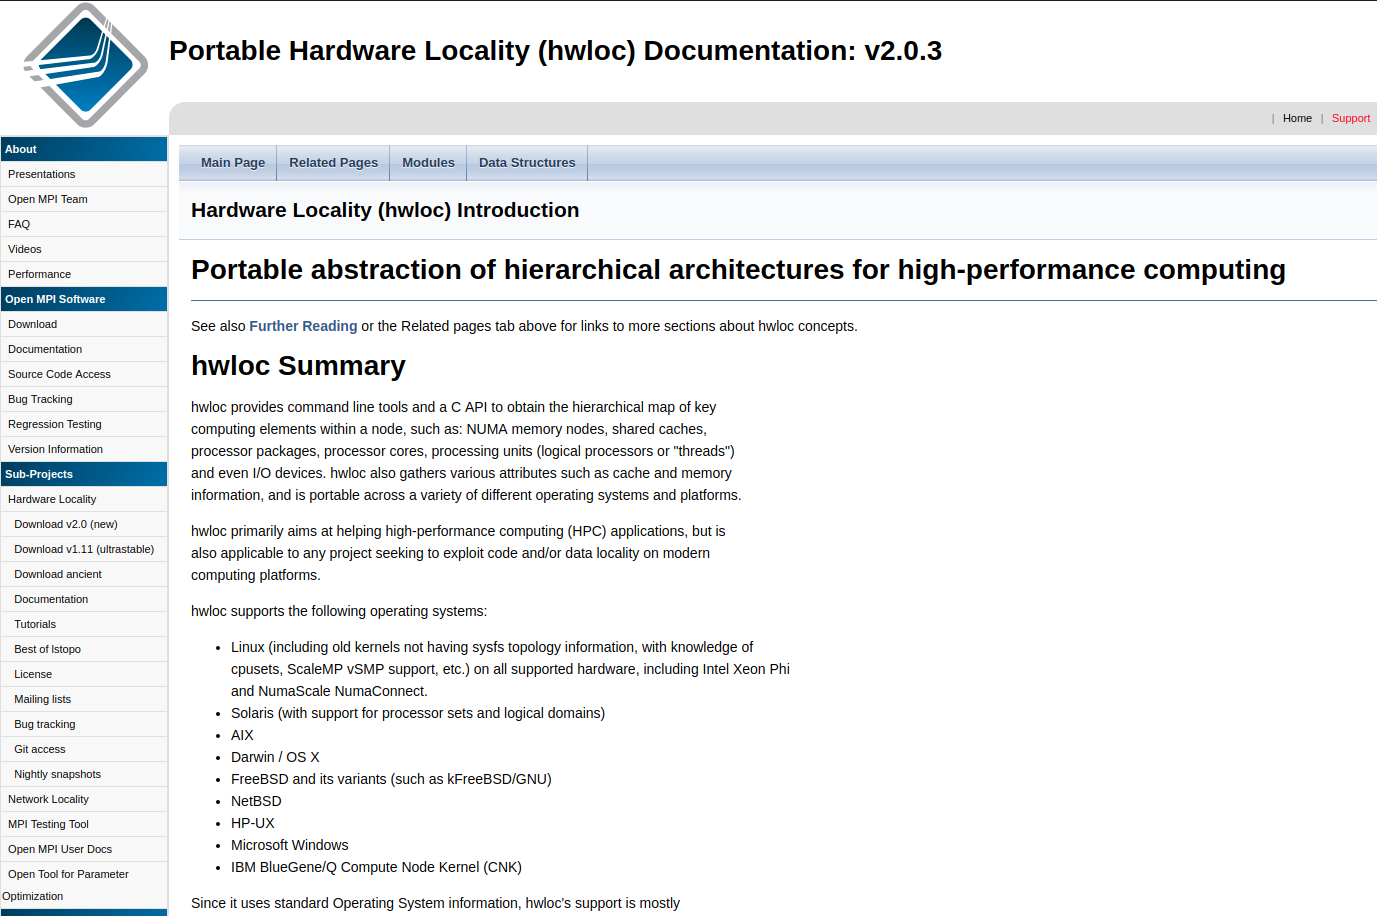 Portable Hardware Locality (hwloc) Documentation: v2.0.3
| Home | Support
About
Presentations
Open MPI Team
FAQ
Videos
Performance
Open MPI Software
Download
Documentation
Source Code Access
Bug Tracking
Regression Testing
Version Information
Sub-Projects
Hardware Locality
Download v2.0 (new)
Download v1.11 (ultrastable)
Download ancient
Documentation
Tutorials
Best of lstopo
License
Mailing lists
Bug tracking
Git access
Nightly snapshots
Network Locality
MPI Testing Tool
Open MPI User Docs
Open Tool for Parameter
Optimization
Main Page Related Pages Modules Data Structures
Hardware Locality (hwloc) Introduction
Portable abstraction of hierarchical architectures for high-performance computing
See also Further Reading or the Related pages tab above for links to more sections about hwloc concepts.
hwloc Summary
hwloc provides command line tools and a C API to obtain the hierarchical map of key
computing elements within a node, such as: NUMA memory nodes, shared caches,
processor packages, processor cores, processing units (logical processors or "threads")
and even I/O devices. hwloc also gathers various attributes such as cache and memory
information, and is portable across a variety of different operating systems and platforms.
hwloc primarily aims at helping high-performance computing (HPC) applications, but is
also applicable to any project seeking to exploit code and/or data locality on modern
computing platforms.
hwloc supports the following operating systems:
• Linux (including old kernels not having sysfs topology information, with knowledge of
cpusets, ScaleMP vSMP support, etc.) on all supported hardware, including Intel Xeon Phi
and NumaScale NumaConnect.
• Solaris (with support for processor sets and logical domains)
• AIX
• Darwin / OS X
• FreeBSD and its variants (such as kFreeBSD/GNU)
• NetBSD
• HP-UX
• Microsoft Windows
• IBM BlueGene/Q Compute Node Kernel (CNK)
Since it uses standard Operating System information, hwloc's support is mostly